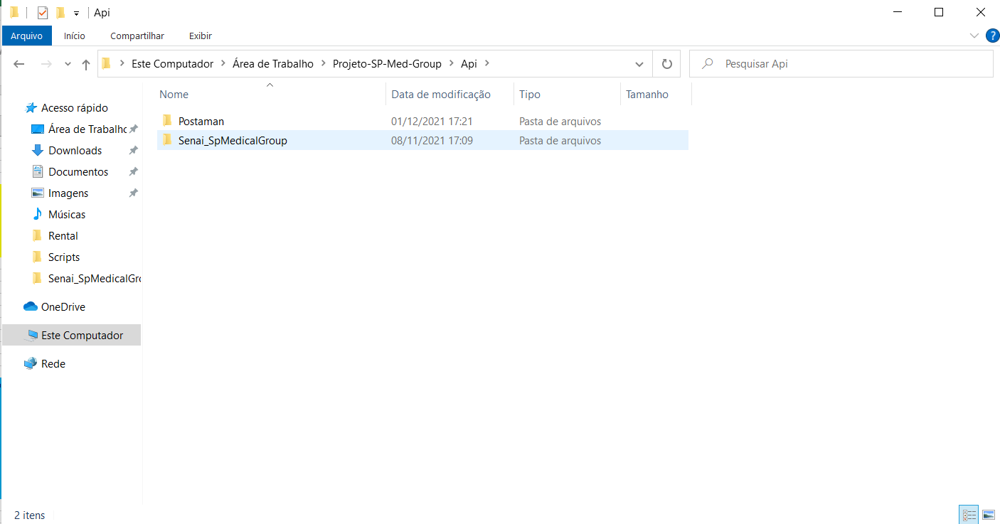 Api
Arquivo Início Compartilhar Exibir
?
Este Computador Área de Trabalho Projeto-SP-Med-Group Api
Pesquisar Api
Nome Data de modificação Tipo Tamanho
Postaman 01/12/2021 17:21 Pasta de arquivos
Senai_SpMedicalGroup 08/11/2021 17:09 Pasta de arquivos
Acesso rápido
Área de Trabalho
Downloads
Documentos
Imagens
Músicas
Rental
Scripts
Senai_SpMedicalGro
OneDrive
Este Computador
Rede
2 itens